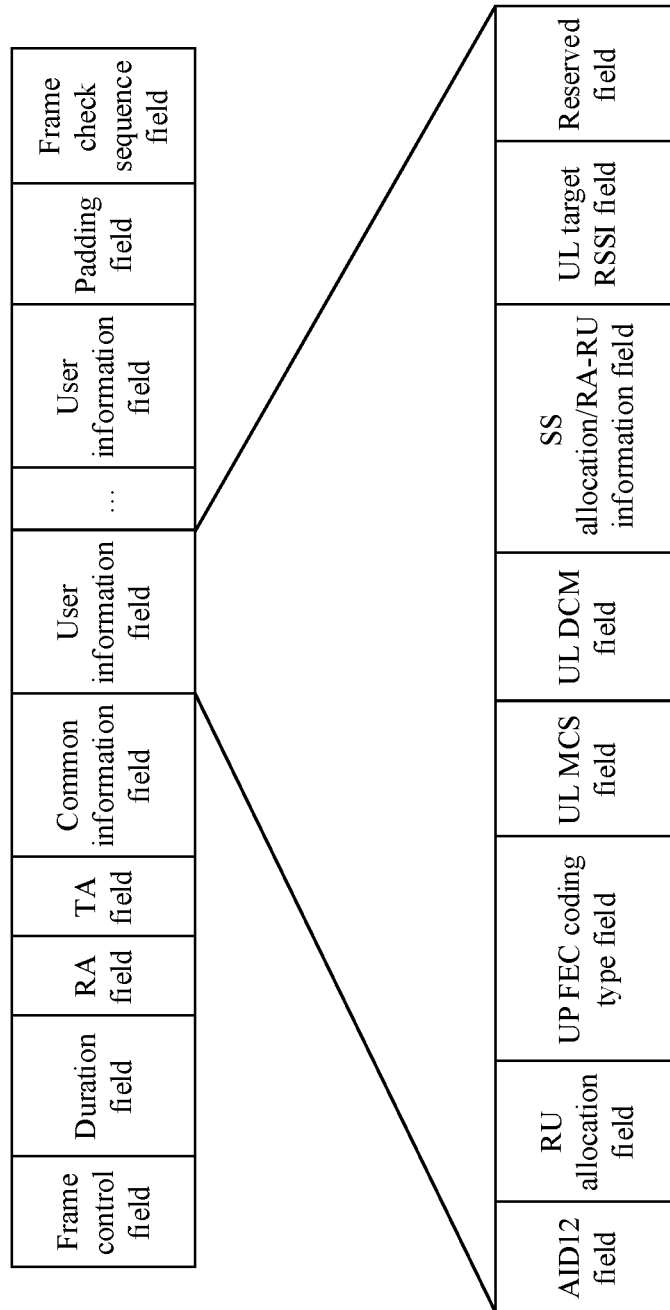 Frame
control
field
Duration
field
RA
field
TA
field
Common
information
field
User
information
field
...
User
information
field
Padding
field
Frame
check
sequence
field
AID12
field
RU
allocation
field
UP FEC coding
type field
UL MCS
field
UL DCM
field
SS
allocation/RA-RU
information field
UL target
RSSI field
Reserved
field